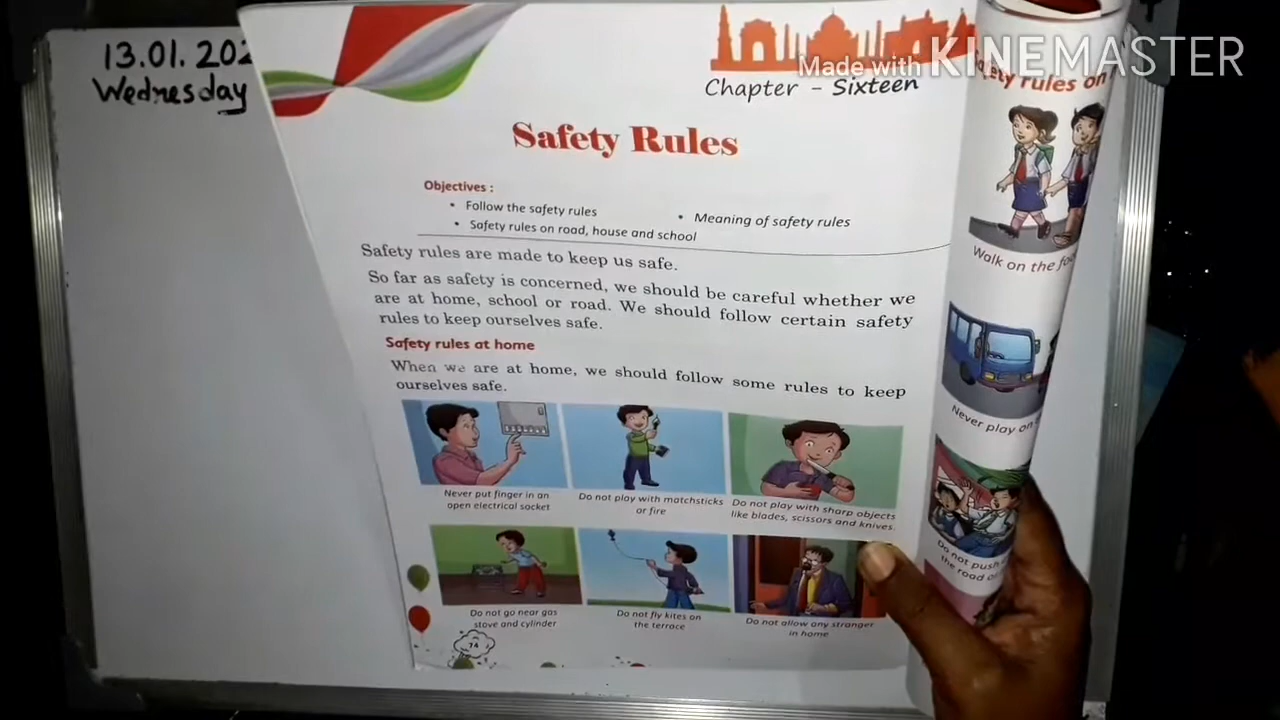 13.01.202
Wednesday
Made with KINEMASTER
Chapter - Sixteen
Safety Rules
Objectives :
• Follow the safety rules
• Meaning of safety rules
• Safety rules on road, house and school
Safety rules are made to keep us safe.
So far as safety is concerned, we should be careful whether we
are at home, school or road. We should follow certain safety
rules to keep ourselves safe.
Safety rules at home
When we are at home, we should follow some rules to keep
ourselves safe.
Never put finger in an
open electrical socket
Do not play with matchsticks
or fire
Do not play with sharp objects
like blades, scissors and knives.
Do not go near gas
stove and cylinder
Do not fly kites on
the terrace
Do not allow any stranger
in home
74
rules on
Walk on the
Never play on
Do not push
the road